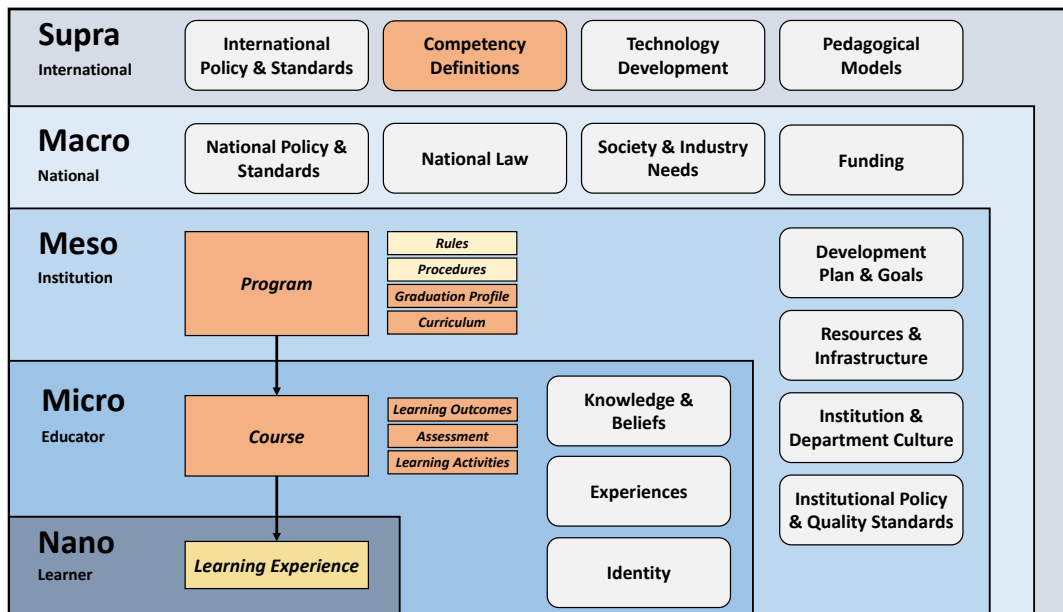 Supra
International
International
Policy & Standards
Competency
Definitions
Technology
Development
Pedagogical
Models
Macro
National
National Policy &
Standards
National Law
Society & Industry
Needs
Funding
Meso
Institution
Program
Rules
Procedures
Graduation Profile
Curriculum
Development
Plan & Goals
Resources &
Infrastructure
Institution &
Department Culture
Institutional Policy
& Quality Standards
Micro
Educator
Course
Learning Outcomes
Assessment
Learning Activities
Knowledge &
Beliefs
Experiences
Identity
Nano
Learner
Learning Experience